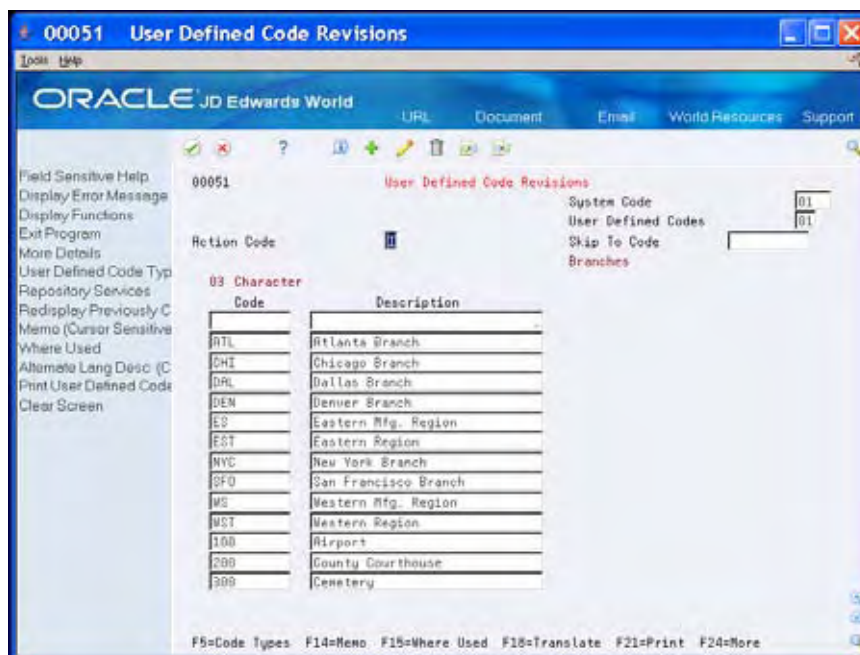 00051 User Defined Code Revisions
Tools Help
ORACLE JD Edwards World
URL Document Email World Resources Support
Field Sensitive Help
Display Error Message
Display Functions
Exit Program
More Details
User Defined Code Typ
Repository Services
Redisplay Previously C
Memo (Cursor Sensitive
Where Used
Alternate Lang Desc (C
Print User Defined Code
Clear Screen
00051 User Defined Code Revisions
System Code 01
User Defined Codes 01
Action Code I Skip To Code
Branches
03 Character
Code Description
ATL Atlanta Branch
CHI Chicago Branch
DAL Dallas Branch
DEN Denver Branch
ES Eastern Mfg. Region
EST Eastern Region
NYC New York Branch
SFO San Francisco Branch
WS Western Mfg. Region
WST Western Region
100 Airport
200 County Courthouse
300 Cemetery
F5=Code Types F14=Memo F15=Where Used F18=Translate F21=Print F24=More